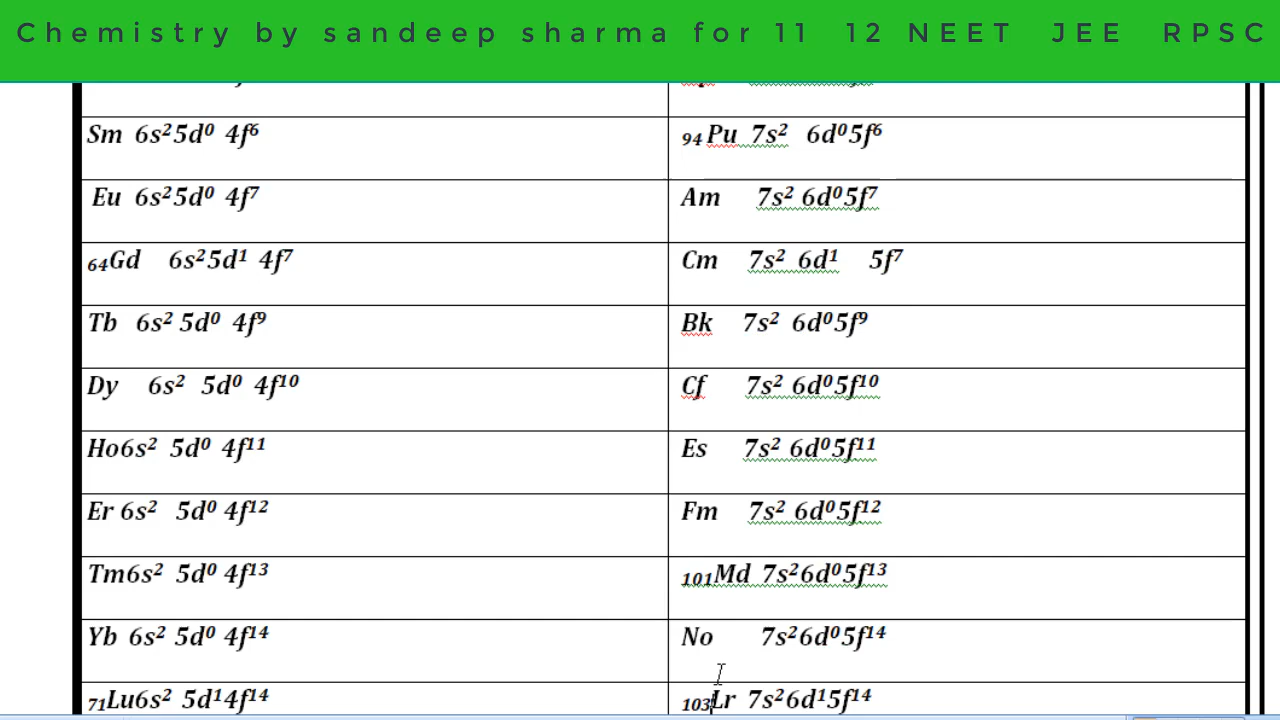 Chemistry by sandeep sharma for 11 12 NEET JEE RPSC
Sm 6s²5d⁰ 4f⁶
₉₄Pu 7s² 6d⁰5f⁶
Eu 6s²5d⁰ 4f⁷
Am 7s² 6d⁰5f⁷
₆₄Gd 6s²5d¹ 4f⁷
Cm 7s² 6d¹ 5f⁷
Tb 6s² 5d⁰ 4f⁹
Bk 7s² 6d⁰5f⁹
Dy 6s² 5d⁰ 4f¹⁰
Cf 7s² 6d⁰5f¹⁰
Ho6s² 5d⁰ 4f¹¹
Es 7s² 6d⁰5f¹¹
Er 6s² 5d⁰ 4f¹²
Fm 7s² 6d⁰5f¹²
Tm6s² 5d⁰ 4f¹³
₁₀₁Md 7s²6d⁰5f¹³
Yb 6s² 5d⁰ 4f¹⁴
No 7s²6d⁰5f¹⁴
₇₁Lu6s² 5d¹4f¹⁴
₁₀₃Lr 7s²6d¹5f¹⁴